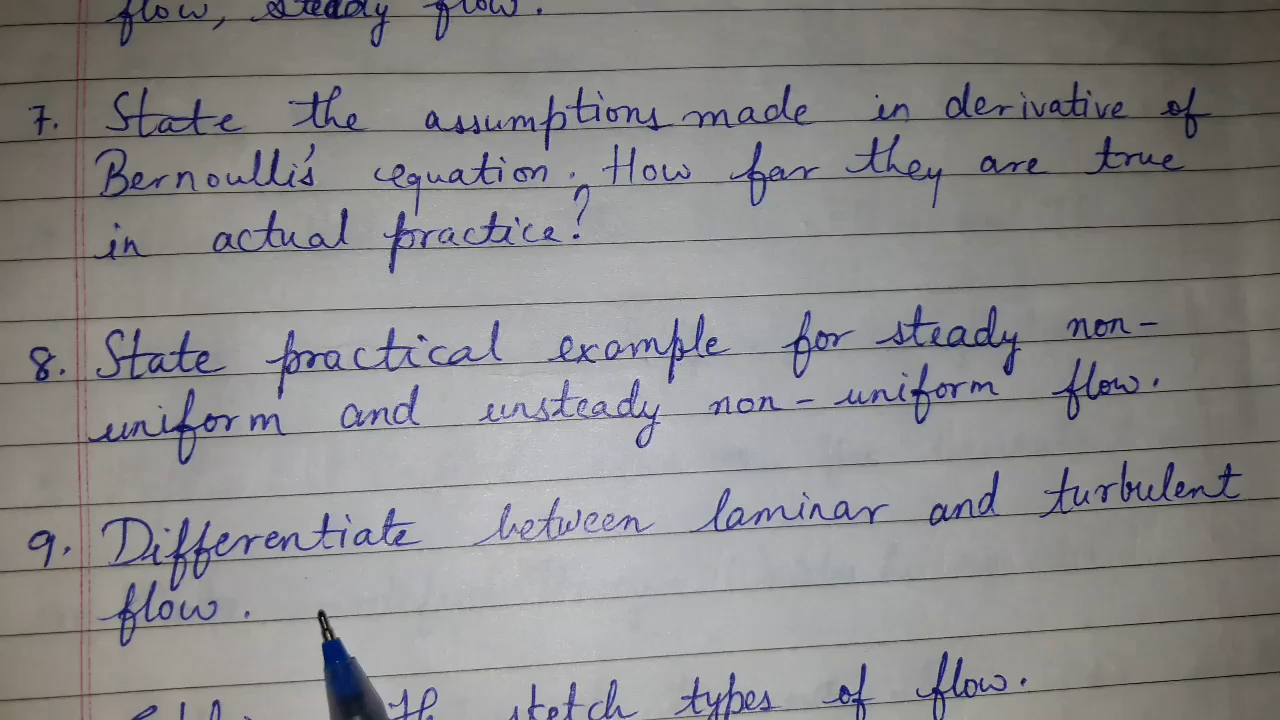 flow, steady flow.
7. State the assumptions made in derivative of
Bernoulli's equation. How far they are true
in actual practice?
8. State practical example for steady non-
uniform and unsteady non-uniform flow.
9. Differentiate between laminar and turbulent
flow.
sketch types of flow.